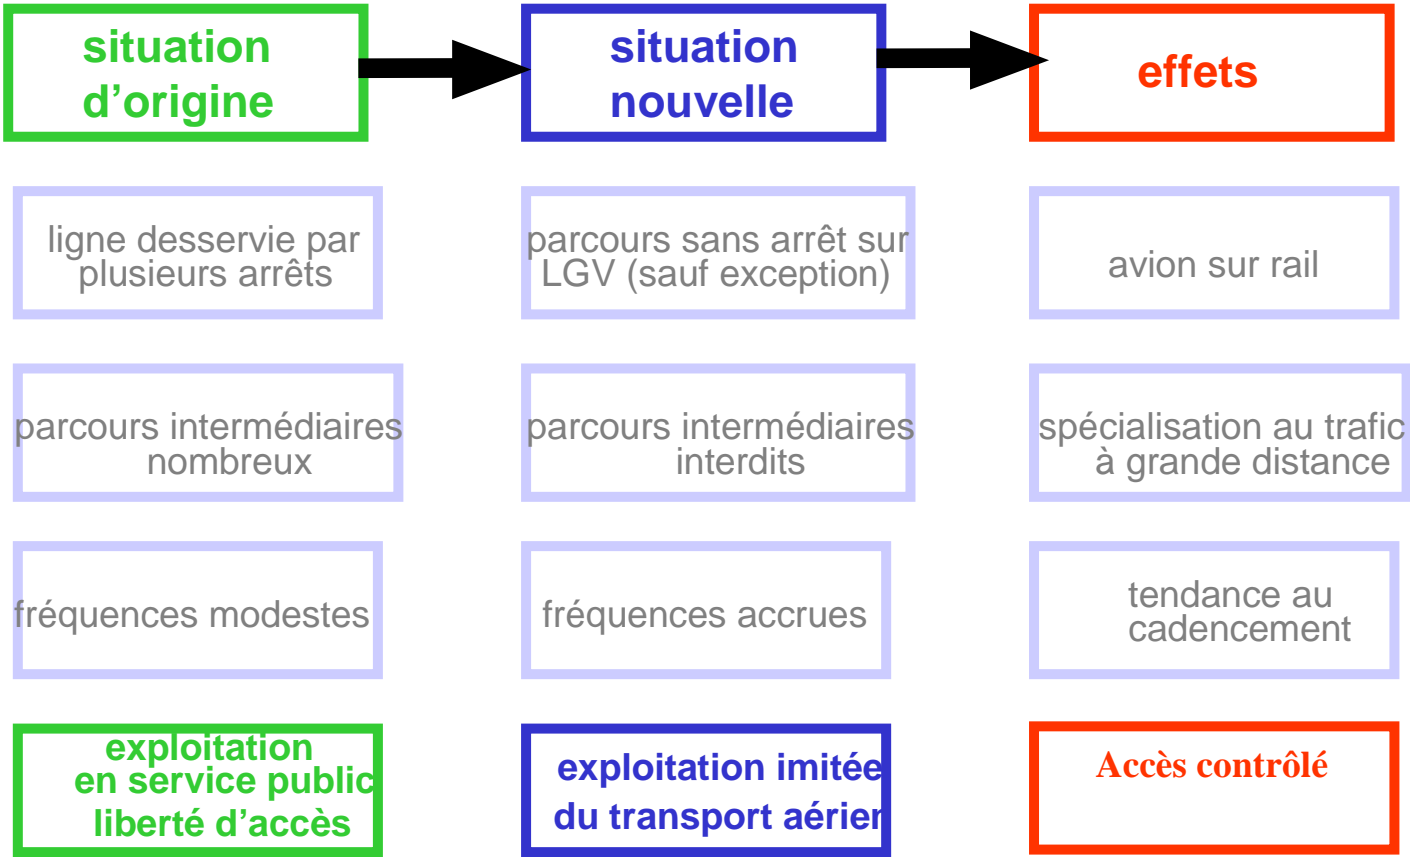 situation
d’origine
situation
nouvelle
effets
ligne desservie par
plusieurs arrêts
parcours sans arrêt sur
LGV (sauf exception)
avion sur rail
parcours intermédiaires
nombreux
parcours intermédiaires
interdits
spécialisation au trafic
à grande distance
fréquences modestes
fréquences accrues
tendance au
cadencement
exploitation
en service public
liberté d’accès
exploitation imitée
du transport aérien
Accès contrôlé